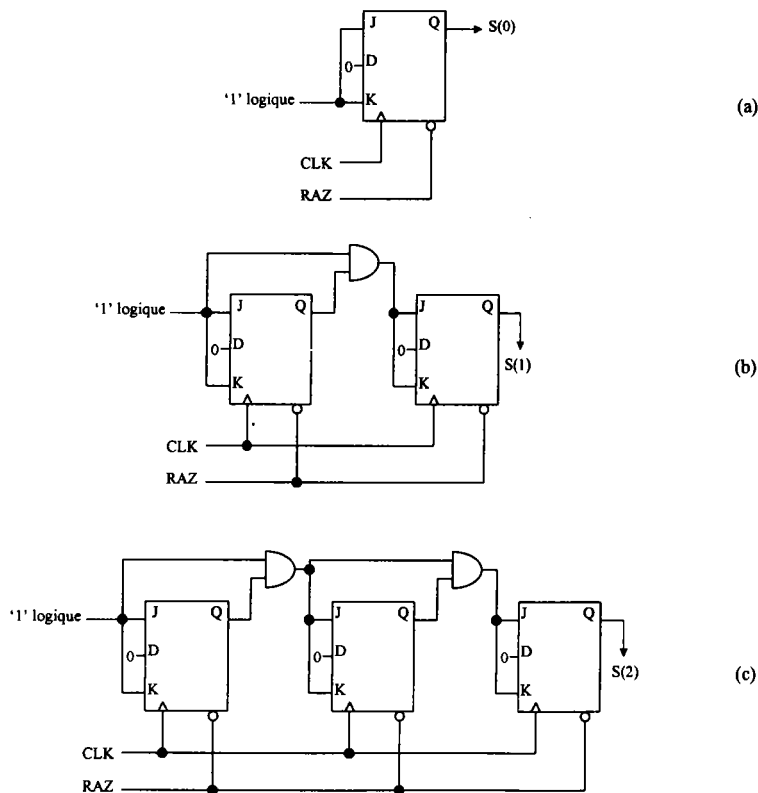 J Q S(0)
0 D
'1' logique K
(a)
CLK
RAZ
'1' logique J Q J Q
0 D 0 D S(1)
(b)
K K
CLK
RAZ
'1' logique J Q J Q J Q
0 D 0 D 0 D S(2)
(c)
K K K
CLK
RAZ